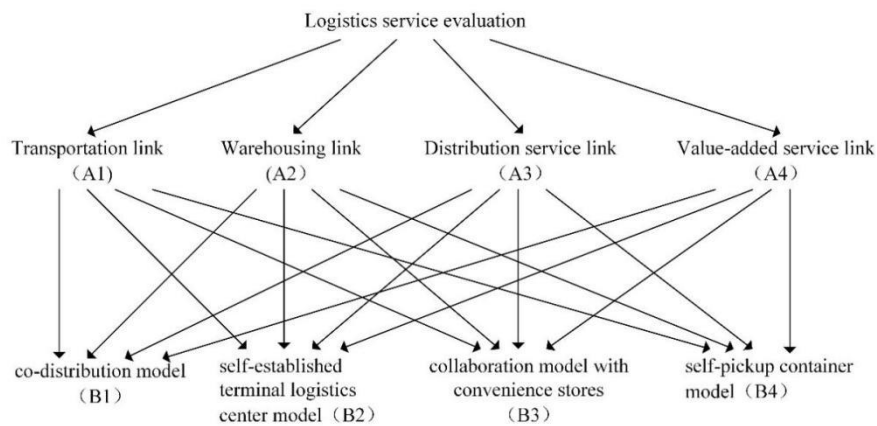 Logistics service evaluation
Transportation link
（A1)
Warehousing link
(A2）
Distribution service link
（A3）
Value-added service link
（A4）
co-distribution model
（B1）
self-established
terminal logistics
center model（B2）
collaboration model with
convenience stores
（B3）
self-pickup container
model（B4）